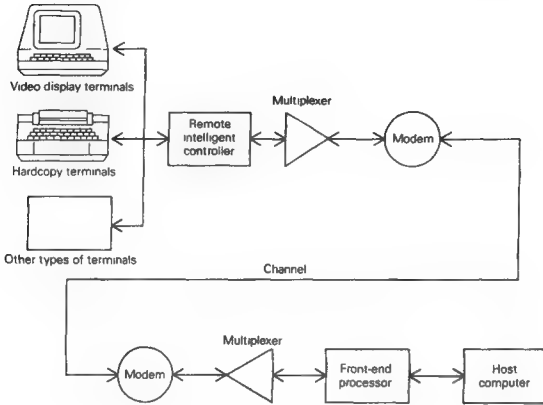 Video display terminals
Hardcopy terminals
Other types of terminals
Remote
intelligent
controller
Multiplexer
Modem
Channel
Modem
Multiplexer
Front-end
processor
Host
computer